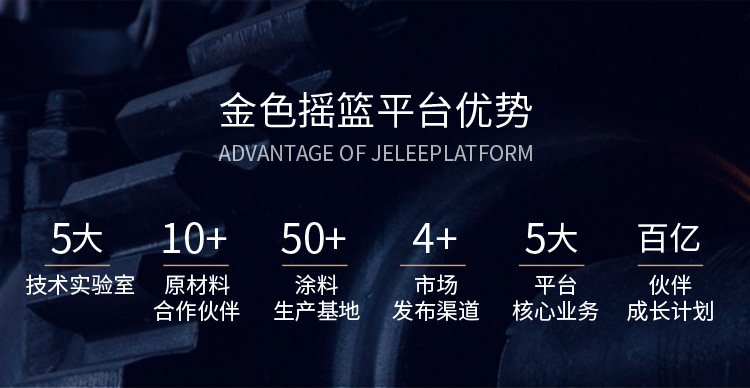 金色摇篮平台优势
ADVANTAGE OF JELEEPLATFORM
5大 10+ 50+ 4+ 5大 百亿
技术实验室 原材料 涂料 市场 平台 伙伴
合作伙伴 生产基地 发布渠道 核心业务 成长计划